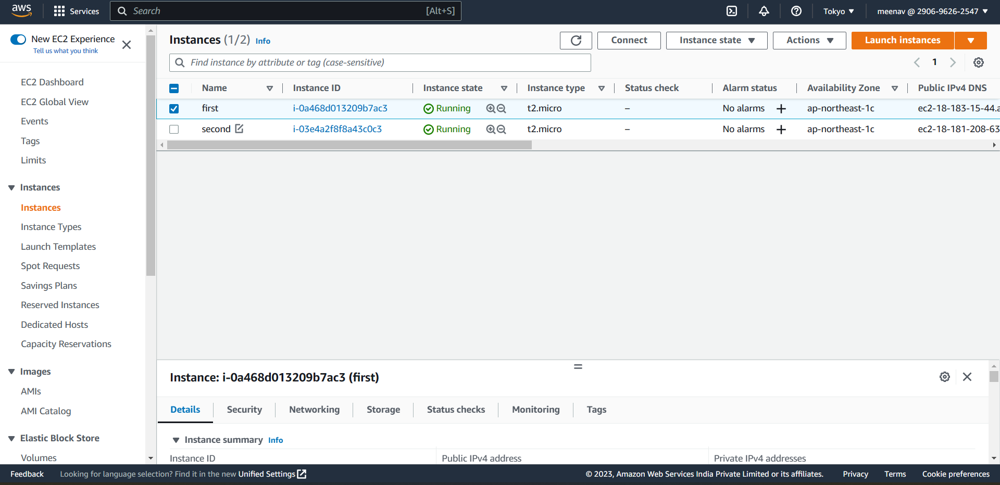 aws Services Search [Alt+S] Tokyo meenav @ 2906-9626-2547
New EC2 Experience
Tell us what you think
EC2 Dashboard
EC2 Global View
Events
Tags
Limits
Instances
Instances
Instance Types
Launch Templates
Spot Requests
Savings Plans
Reserved Instances
Dedicated Hosts
Capacity Reservations
Images
AMIs
AMI Catalog
Elastic Block Store
Volumes
Instances (1/2) Info Connect Instance state Actions Launch instances
Find instance by attribute or tag (case-sensitive) 1
Name Instance ID Instance state Instance type Status check Alarm status Availability Zone Public IPv4 DNS
first i-0a468d013209b7ac3 Running t2.micro – No alarms + ap-northeast-1c ec2-18-183-15-44.a
second i-03e4a2f8f8a43c0c3 Running t2.micro – No alarms + ap-northeast-1c ec2-18-181-208-63
Instance: i-0a468d013209b7ac3 (first)
Details Security Networking Storage Status checks Monitoring Tags
Instance summary Info
Instance ID Public IPv4 address Private IPv4 addresses
Feedback Looking for language selection? Find it in the new Unified Settings © 2023, Amazon Web Services India Private Limited or its affiliates. Privacy Terms Cookie preferences